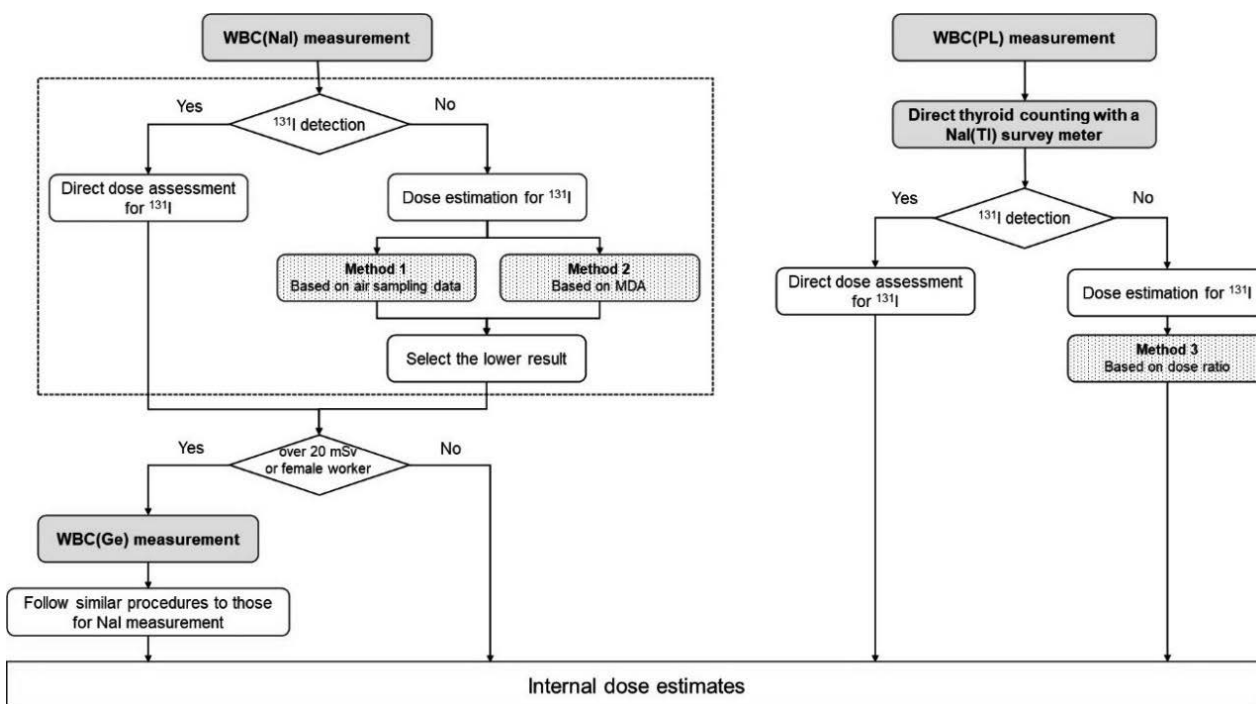 WBC(NaI) measurement
Yes
No
¹³¹I detection
Direct dose assessment
for ¹³¹I
Dose estimation for ¹³¹I
Method 1
Based on air sampling data
Method 2
Based on MDA
Select the lower result
Yes
No
over 20 mSv
or female worker
WBC(Ge) measurement
Follow similar procedures to those
for NaI measurement
WBC(PL) measurement
Direct thyroid counting with a
NaI(Tl) survey meter
Yes
No
¹³¹I detection
Direct dose assessment
for ¹³¹I
Dose estimation for ¹³¹I
Method 3
Based on dose ratio
Internal dose estimates